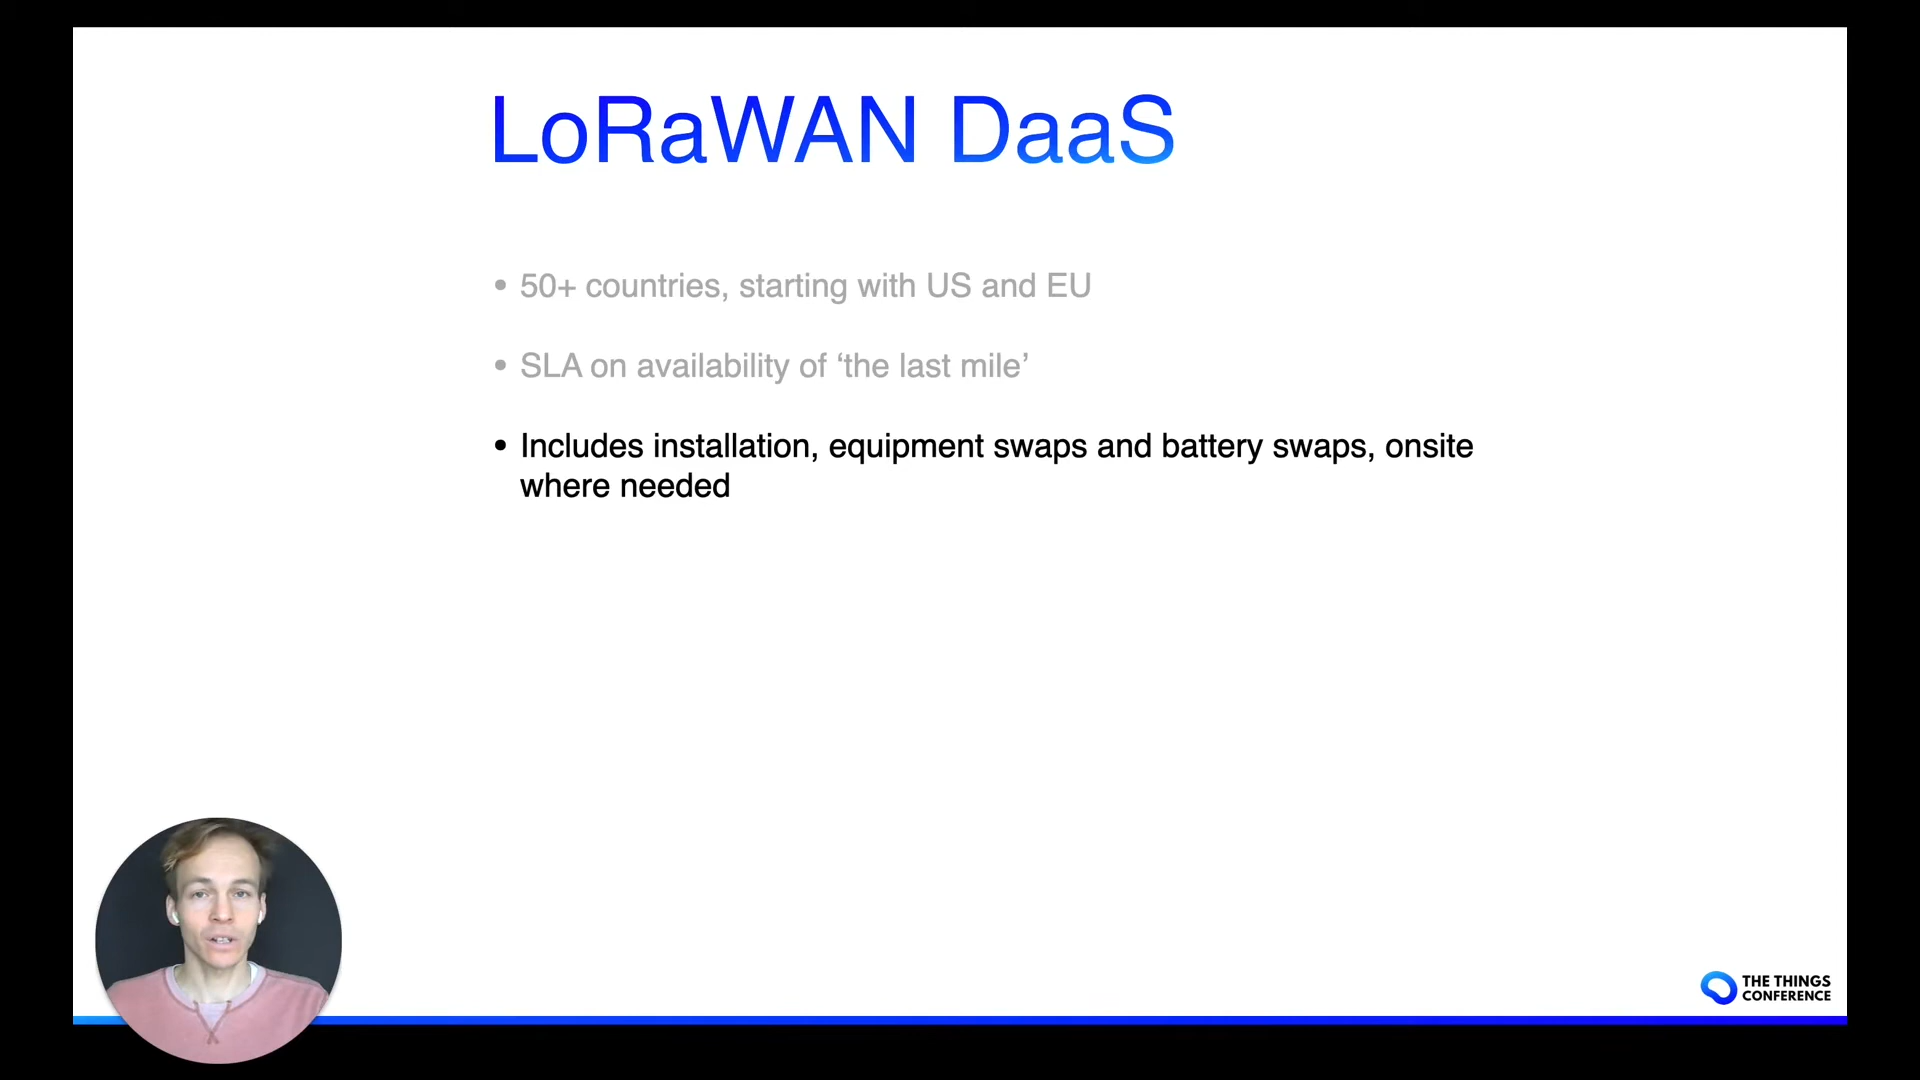 LoRaWAN DaaS
• 50+ countries, starting with US and EU
• SLA on availability of ‘the last mile’
• Includes installation, equipment swaps and battery swaps, onsite
where needed
THE THINGS
CONFERENCE